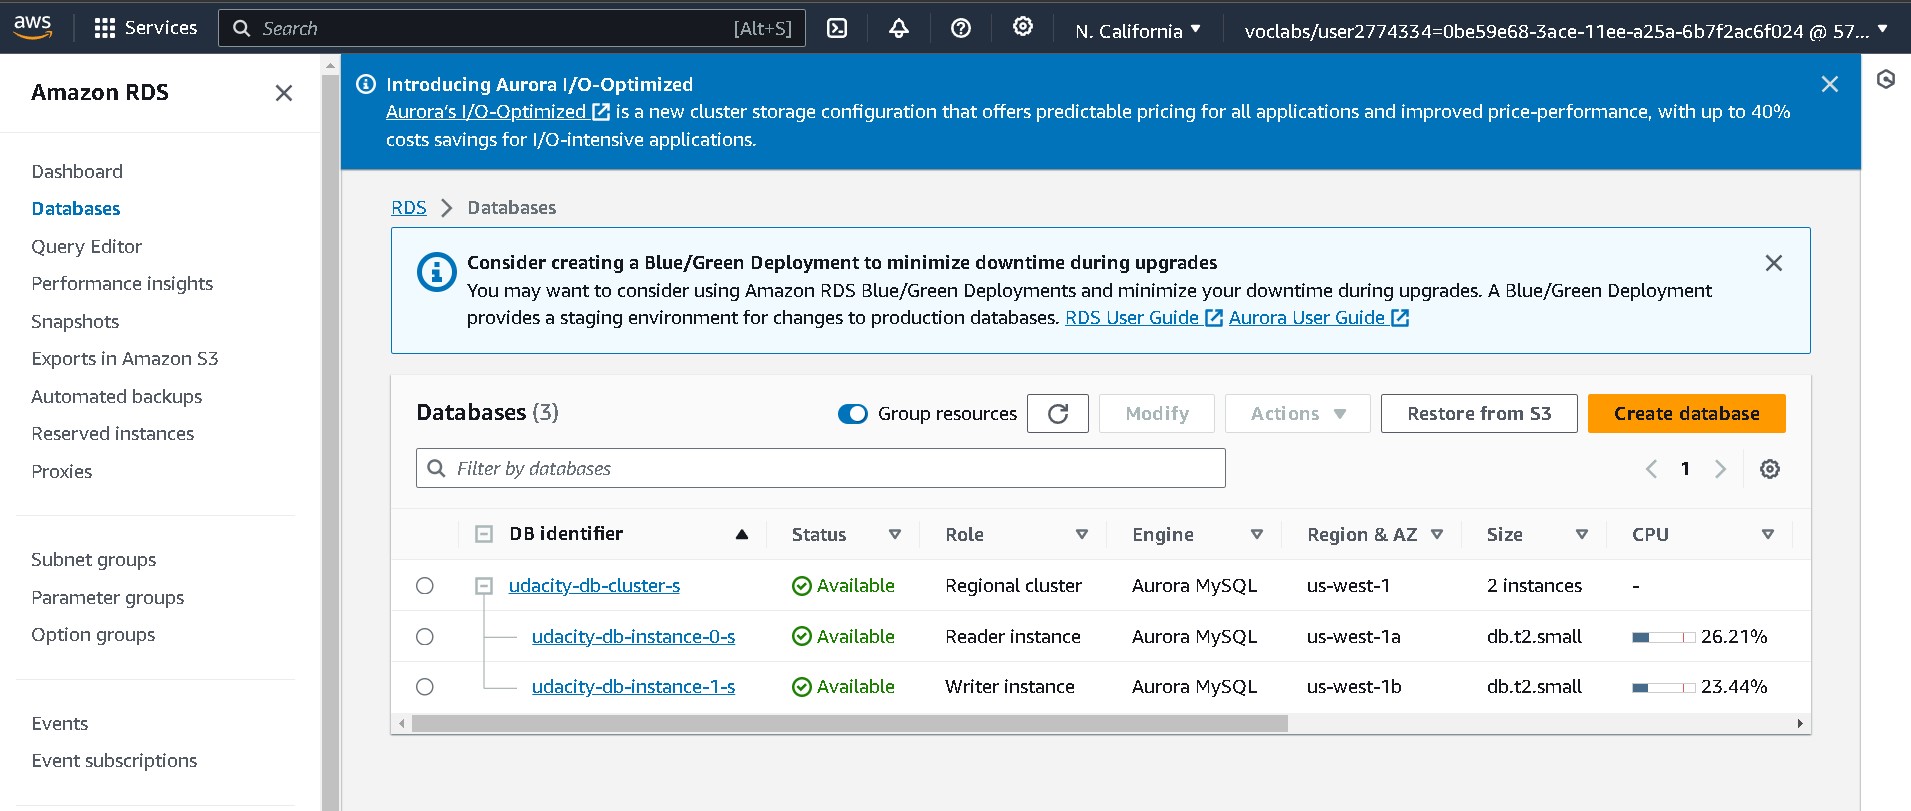 aws
Services
Search
[Alt+S]
N. California
voclabs/user2774334=0be59e68-3ace-11ee-a25a-6b7f2ac6f024 @ 57...
Amazon RDS
Dashboard
Databases
Query Editor
Performance insights
Snapshots
Exports in Amazon S3
Automated backups
Reserved instances
Proxies
Subnet groups
Parameter groups
Option groups
Events
Event subscriptions
Introducing Aurora I/O-Optimized
Aurora's I/O-Optimized is a new cluster storage configuration that offers predictable pricing for all applications and improved price-performance, with up to 40%
costs savings for I/O-intensive applications.
RDS > Databases
Consider creating a Blue/Green Deployment to minimize downtime during upgrades
You may want to consider using Amazon RDS Blue/Green Deployments and minimize your downtime during upgrades. A Blue/Green Deployment
provides a staging environment for changes to production databases. RDS User Guide Aurora User Guide
Databases (3)
Group resources
Modify
Actions
Restore from S3
Create database
Filter by databases
1
DB identifier Status Role Engine Region & AZ Size CPU
udacity-db-cluster-s Available Regional cluster Aurora MySQL us-west-1 2 instances -
udacity-db-instance-0-s Available Reader instance Aurora MySQL us-west-1a db.t2.small 26.21%
udacity-db-instance-1-s Available Writer instance Aurora MySQL us-west-1b db.t2.small 23.44%